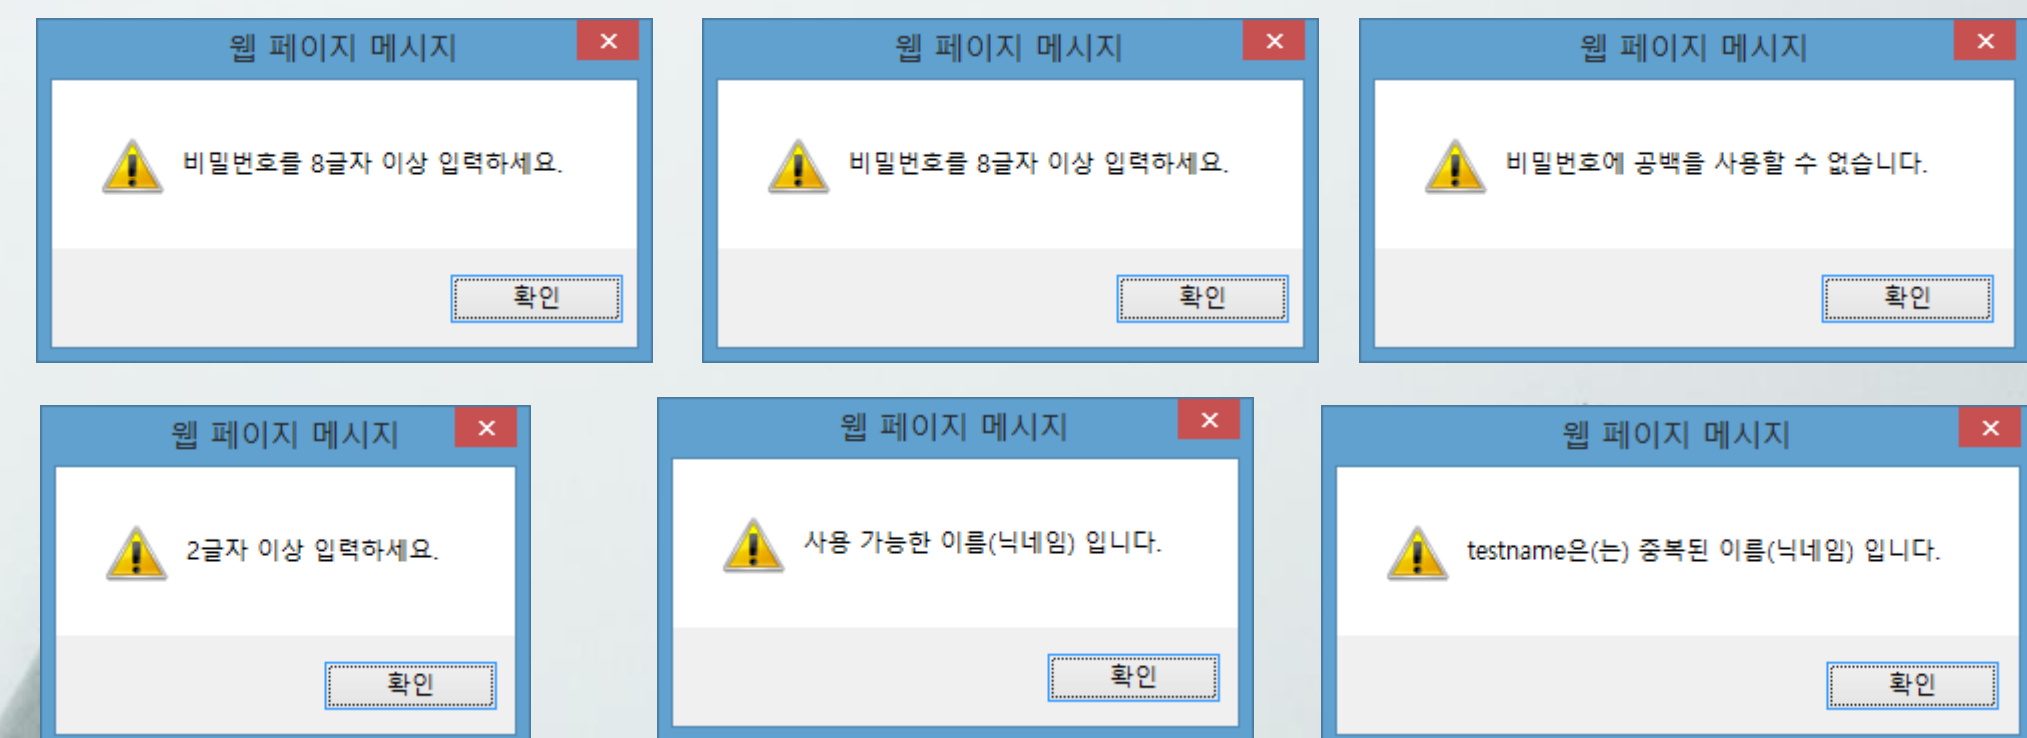 웹 페이지 메시지
비밀번호를 8글자 이상 입력하세요.
확인
웹 페이지 메시지
비밀번호를 8글자 이상 입력하세요.
확인
웹 페이지 메시지
비밀번호에 공백을 사용할 수 없습니다.
확인
웹 페이지 메시지
2글자 이상 입력하세요.
확인
웹 페이지 메시지
사용 가능한 이름(닉네임) 입니다.
확인
웹 페이지 메시지
testname은(는) 중복된 이름(닉네임) 입니다.
확인